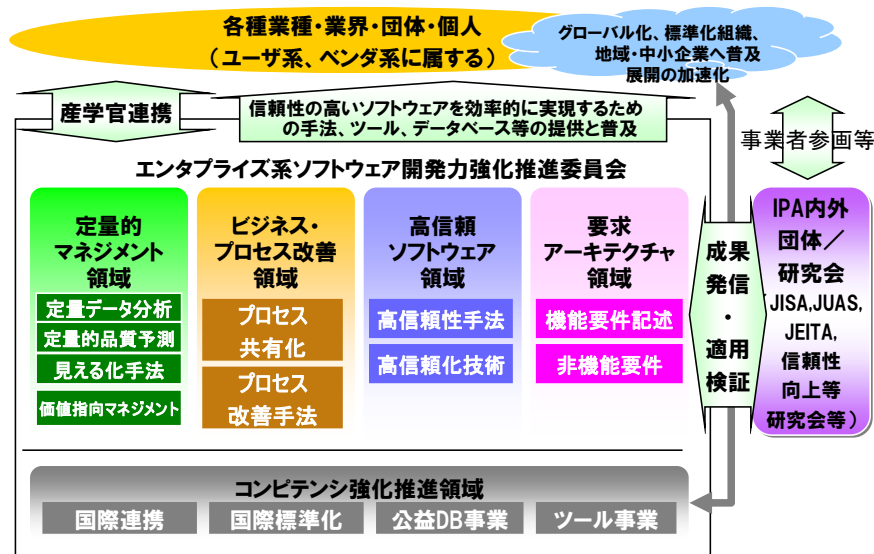 各種業種・業界・団体・個人
（ユーザ系、ベンダ系に属する）
グローバル化、標準化組織、
地域・中小企業へ普及
展開の加速化
産学官連携
信頼性の高いソフトウェアを効率的に実現するため
の手法、ツール、データベース等の提供と普及
事業者参画等
エンタプライズ系ソフトウェア開発力強化推進委員会
定量的
マネジメント
領域
定量データ分析
定量的品質予測
見える化手法
価値指向マネジメント
ビジネス・
プロセス改善
領域
プロセス
共有化
プロセス
改善手法
高信頼
ソフトウェア
領域
高信頼性手法
高信頼化技術
要求
アーキテクチャ
領域
機能要件記述
非機能要件
成果
発信
・
適用
検証
IPA内外
団体／
研究会
（JISA,JUAS,
JEITA,
信頼性
向上等
研究会等）
コンピテンシ強化推進領域
国際連携
国際標準化
公益DB事業
ツール事業